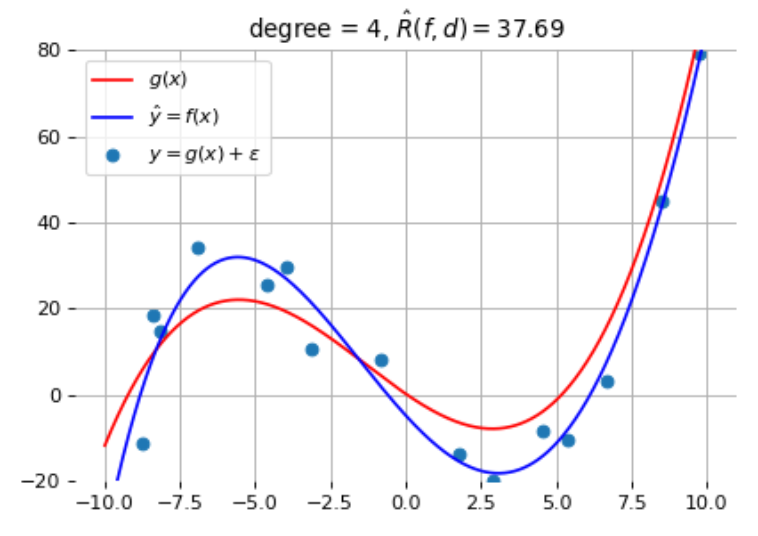 degree = 4, R̂(f, d) = 37.69
80
60
40
20
0
−20
g(x)
ŷ = f(x)
y = g(x) + ε
−10.0 −7.5 −5.0 −2.5 0.0 2.5 5.0 7.5 10.0